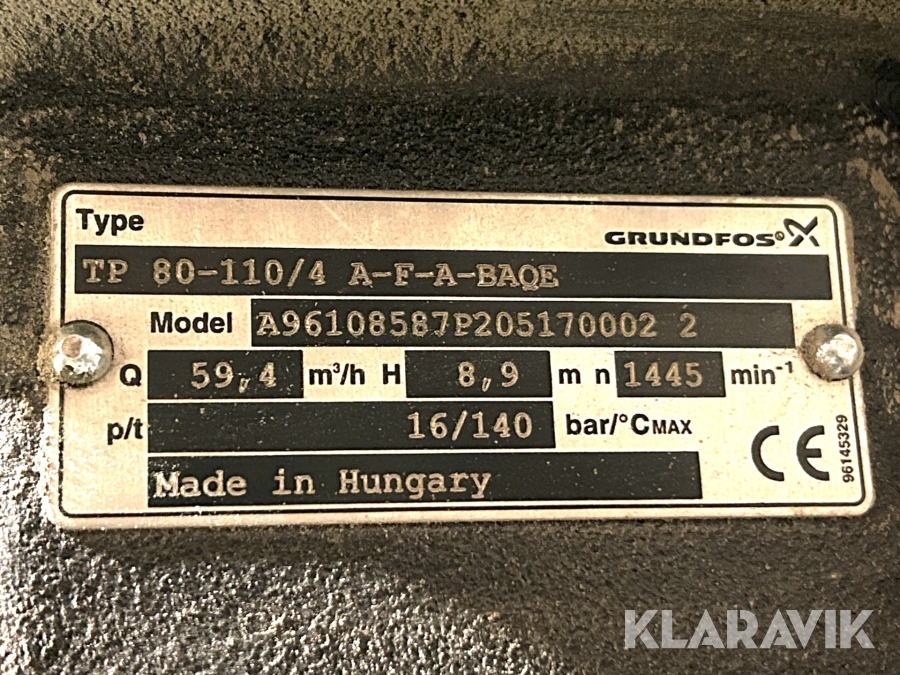 Type
GRUNDFOS
TP 80-110/4 A-F-A-BAQE
Model A96108587P205170002 2
Q 59,4 m³/h H 8,9 m n 1445 min⁻¹
p/t 16/140 bar/°CMAX
CE
Made in Hungary
96145329
KLARAVIK